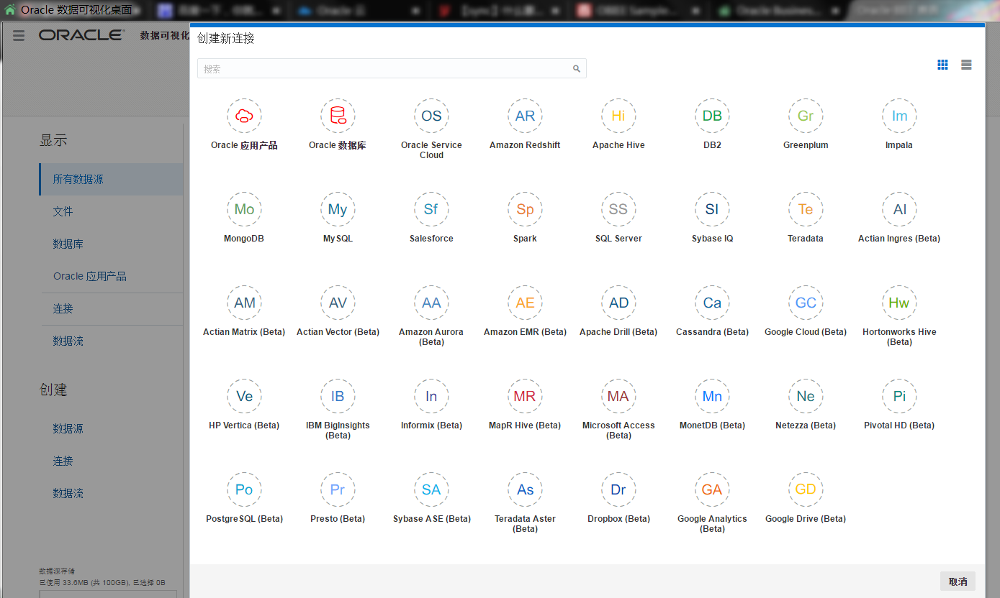 Oracle 数据可视化桌面
Oracle 云
ORACLE
数据可视化
创建新连接
搜索
显示
所有数据源
文件
数据库
Oracle 应用产品
连接
数据流
创建
数据源
连接
数据流
数据源存储
已使用 33.6MB (共 100GB), 已选择 0B
OS
AR
Hi
DB
Gr
Im
Oracle 应用产品
Oracle 数据库
Oracle Service
Cloud
Amazon Redshift
Apache Hive
DB2
Greenplum
Impala
Mo
My
Sf
Sp
SS
SI
Te
AI
MongoDB
MySQL
Salesforce
Spark
SQL Server
Sybase IQ
Teradata
Actian Ingres (Beta)
AM
AV
AA
AE
AD
Ca
GC
Hw
Actian Matrix (Beta)
Actian Vector (Beta)
Amazon Aurora
(Beta)
Amazon EMR (Beta)
Apache Drill (Beta)
Cassandra (Beta)
Google Cloud (Beta)
Hortonworks Hive
(Beta)
Ve
IB
In
MR
MA
Mn
Ne
Pi
HP Vertica (Beta)
IBM BigInsights
(Beta)
Informix (Beta)
MapR Hive (Beta)
Microsoft Access
(Beta)
MonetDB (Beta)
Netezza (Beta)
Pivotal HD (Beta)
Po
Pr
SA
As
Dr
GA
GD
PostgreSQL (Beta)
Presto (Beta)
Sybase ASE (Beta)
Teradata Aster
(Beta)
Dropbox (Beta)
Google Analytics
(Beta)
Google Drive (Beta)
取消